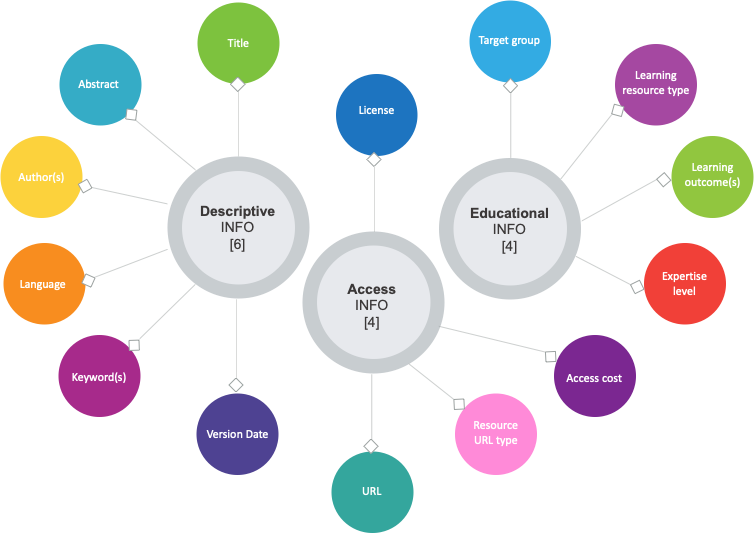 Title
Target group
Abstract
Learning
resource type
License
Author(s)
Learning
outcome(s)
Descriptive
INFO
[6]
Educational
INFO
[4]
Language
Access
INFO
[4]
Expertise
level
Keyword(s)
Access cost
Version Date
Resource
URL type
URL